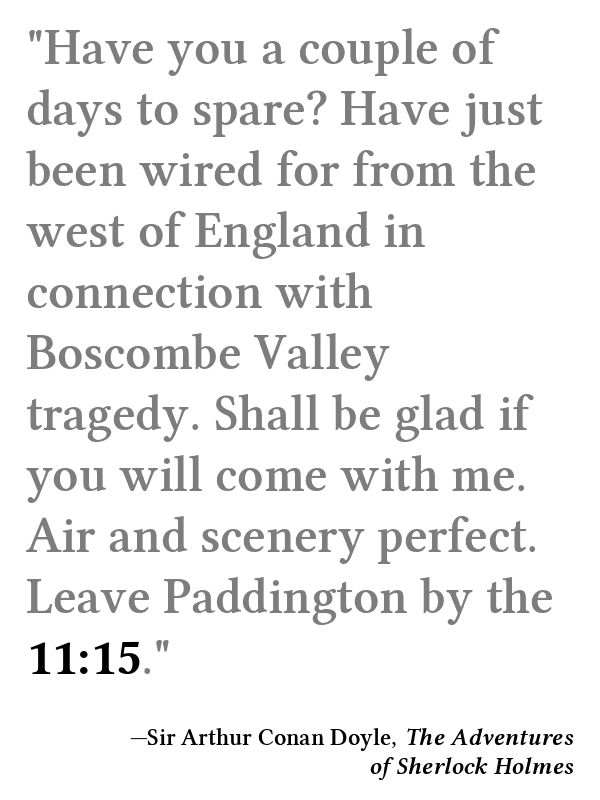 "Have you a couple of
days to spare? Have just
been wired for from the
west of England in
connection with
Boscombe Valley
tragedy. Shall be glad if
you will come with me.
Air and scenery perfect.
Leave Paddington by the
11:15."
—Sir Arthur Conan Doyle, The Adventures
of Sherlock Holmes